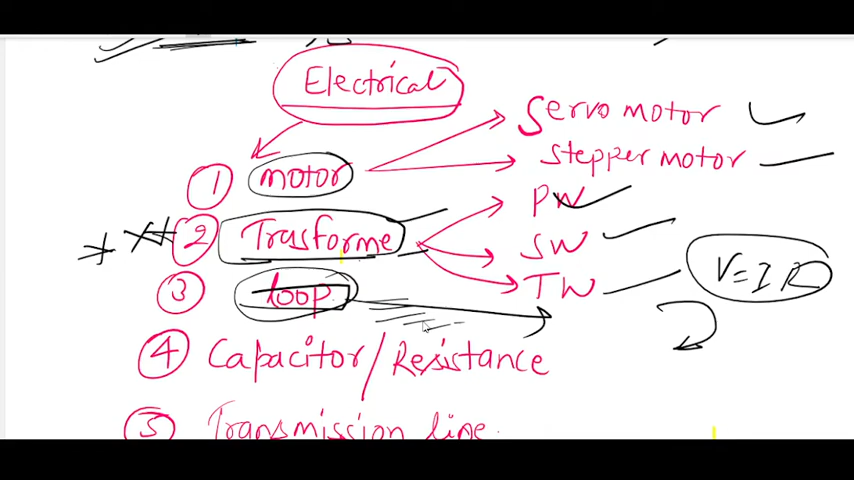 Electrical
Servo motor
stepper motor
1 motor
PW
2 Trasforme
SW
TW
V=IR
3 loop
4 Capacitor/Resistance
5 Transmission line